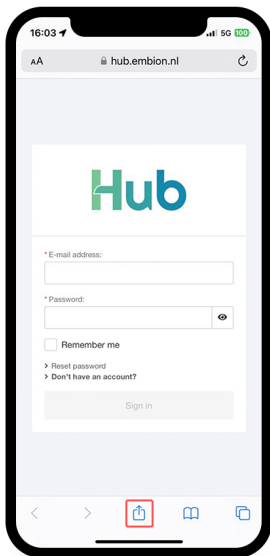 16:03 5G 100
AA hub.embion.nl
Hub
* E-mail address:
* Password:
Remember me
> Reset password
> Don't have an account?
Sign in